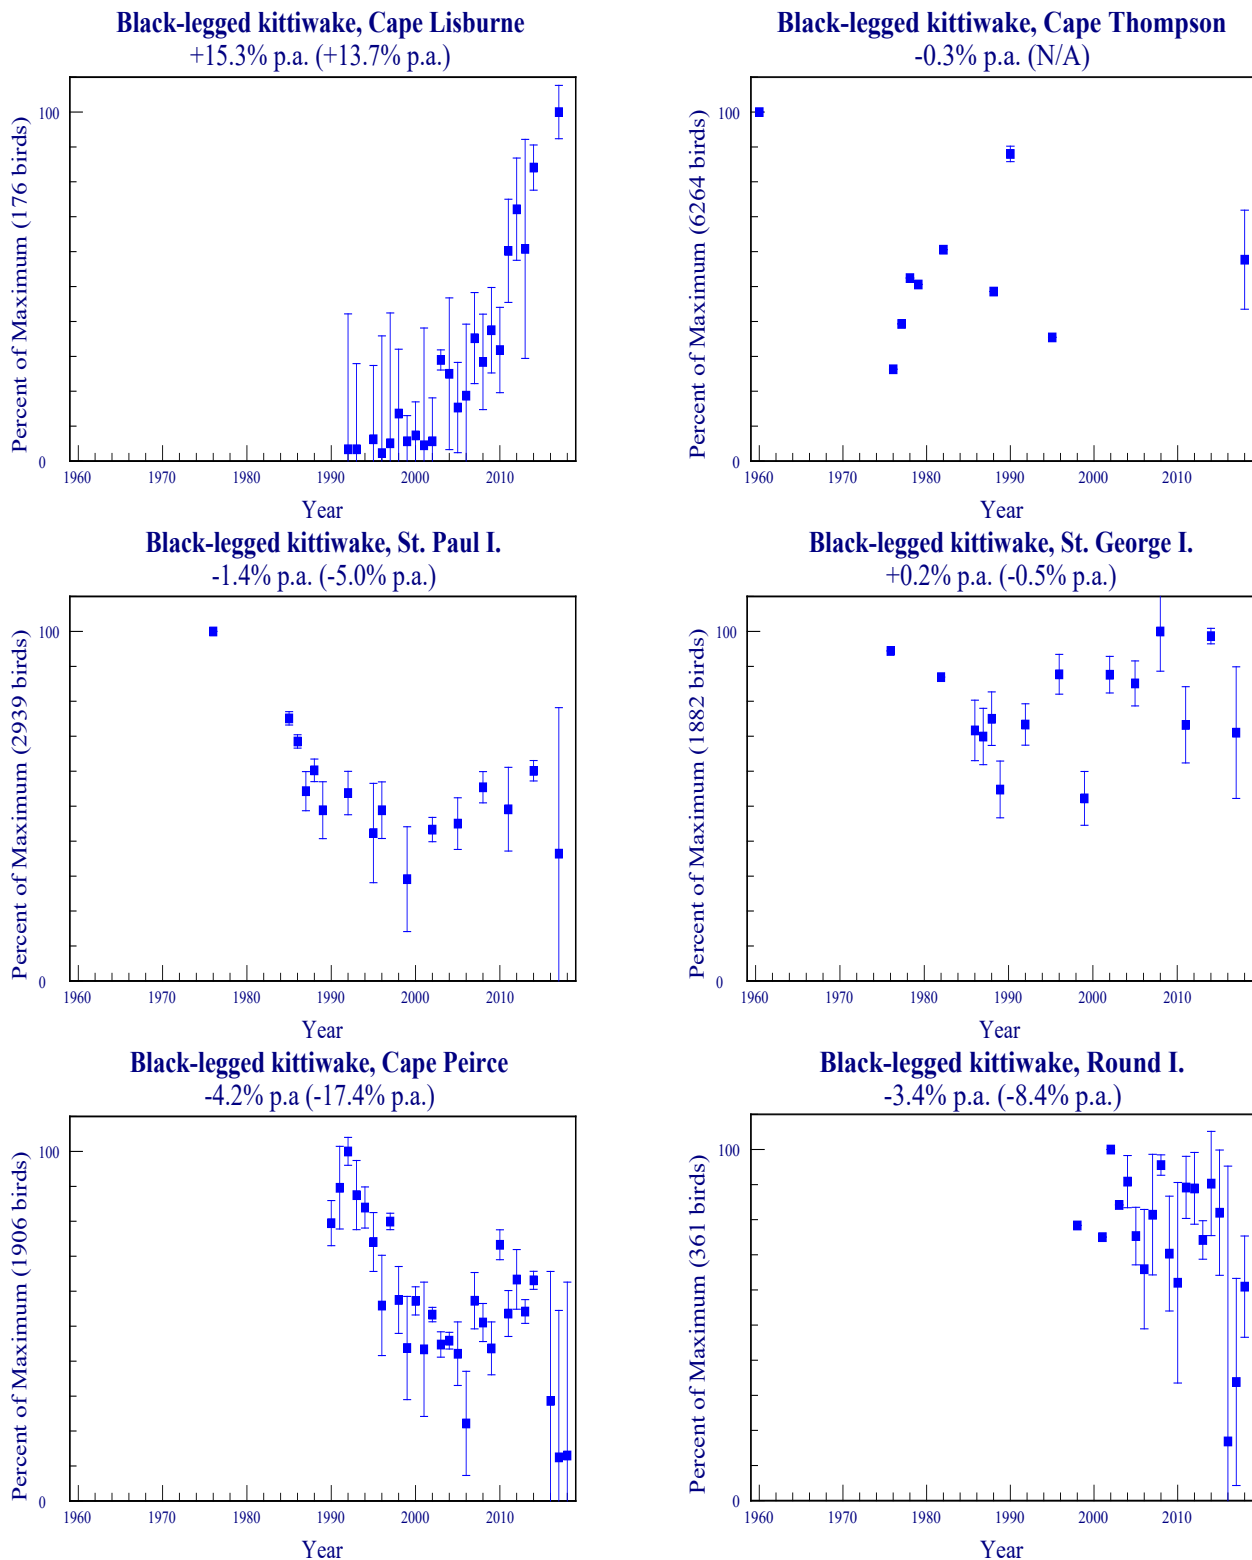 Black-legged kittiwake, Cape Lisburne
+15.3% p.a. (+13.7% p.a.)
Percent of Maximum (176 birds)
100
0
1960 1970 1980 1990 2000 2010
Year
Black-legged kittiwake, Cape Thompson
-0.3% p.a. (N/A)
Percent of Maximum (6264 birds)
100
0
1960 1970 1980 1990 2000 2010
Year
Black-legged kittiwake, St. Paul I.
-1.4% p.a. (-5.0% p.a.)
Percent of Maximum (2939 birds)
100
0
1960 1970 1980 1990 2000 2010
Year
Black-legged kittiwake, St. George I.
+0.2% p.a. (-0.5% p.a.)
Percent of Maximum (1882 birds)
100
0
1960 1970 1980 1990 2000 2010
Year
Black-legged kittiwake, Cape Peirce
-4.2% p.a (-17.4% p.a.)
Percent of Maximum (1906 birds)
100
0
1960 1970 1980 1990 2000 2010
Year
Black-legged kittiwake, Round I.
-3.4% p.a. (-8.4% p.a.)
Percent of Maximum (361 birds)
100
0
1960 1970 1980 1990 2000 2010
Year